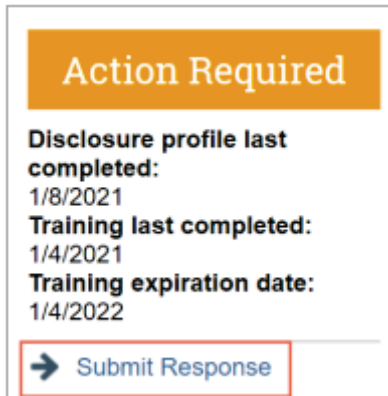 Action Required
Disclosure profile last
completed:
1/8/2021
Training last completed:
1/4/2021
Training expiration date:
1/4/2022
Submit Response